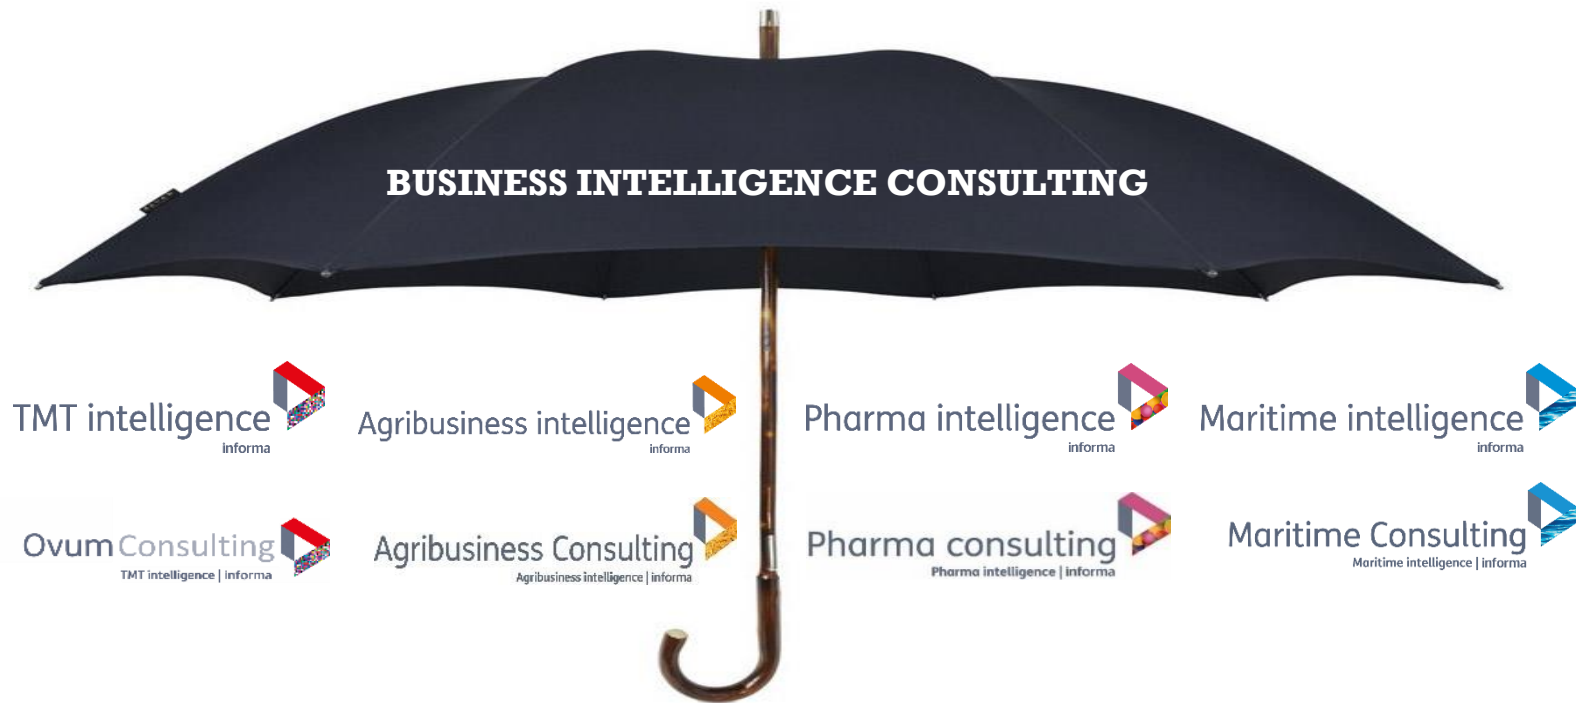 BUSINESS INTELLIGENCE CONSULTING
TMT intelligence
informa
Agribusiness intelligence
informa
Pharma intelligence
informa
Maritime intelligence
informa
Ovum Consulting
TMT intelligence | informa
Agribusiness Consulting
Agribusiness intelligence | informa
Pharma consulting
Pharma intelligence | informa
Maritime Consulting
Maritime intelligence | informa